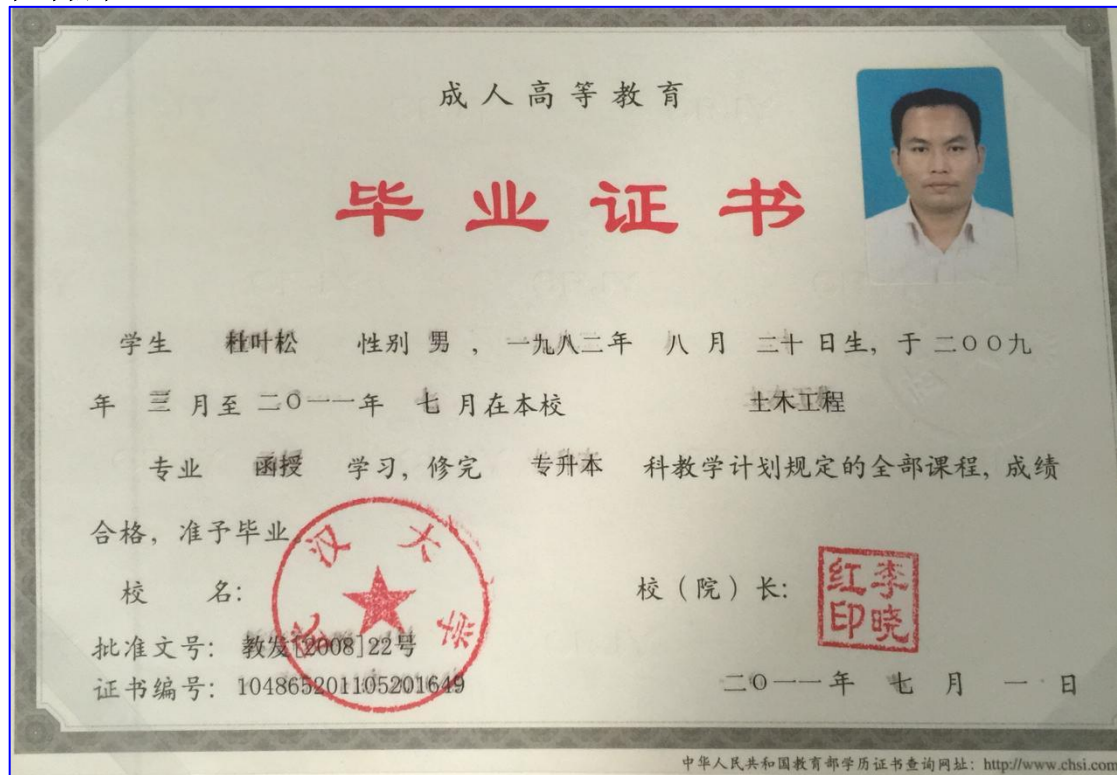 成人高等教育
毕业证书
学生 杜叶松 性别 男 ， 一九八二年 八 月 二十 日生，于 二〇〇九
年 三 月至 二〇一一年 七 月在本校 土木工程
专业 函授 学习，修完 专升本 科教学计划规定的全部课程，成绩
合格，准予毕业。
武汉大学
校 名： 校（院）长：
李晓红印
批准文号： 教发[2008]22号
证书编号： 104865201105201649 二〇一一年 七 月 一 日
中华人民共和国教育部学历证书查询网址：http://www.chsi.com